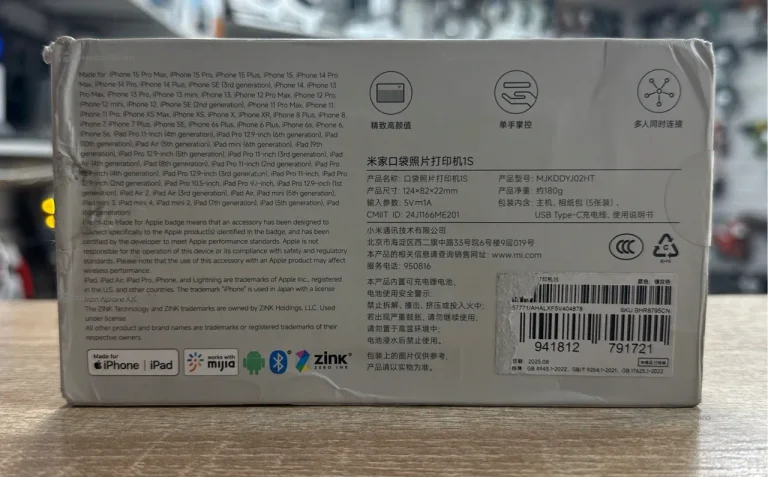 Made for iPhone 15 Pro Max, iPhone 15 Pro, iPhone 15 Plus, iPhone 15, iPhone 14 Pro
Max, iPhone 14 Pro, iPhone 14 Plus, iPhone SE (3rd generation), iPhone 14, iPhone 13
Pro Max, iPhone 13 Pro, iPhone 13 mini, iPhone 13, iPhone 12 Pro Max, iPhone 12 Pro,
iPhone 12 mini, iPhone 12, iPhone SE (2nd generation), iPhone 11 Pro Max, iPhone 11,
iPhone 11 Pro, iPhone XS Max, iPhone XS, iPhone X, iPhone XR, iPhone 8 Plus, iPhone 8,
iPhone 7, iPhone 7 Plus, iPhone SE, iPhone 6s Plus, iPhone 6 Plus, iPhone 6s, iPhone 6,
iPhone 5s, iPad Pro 11-inch (4th generation), iPad Pro 12.9-inch (6th generation), iPad
(10th generation), iPad Air (5th generation), iPad mini (6th generation), iPad (9th
generation), iPad Pro 12.9-inch (5th generation), iPad Pro 11-inch (3rd generation), iPad
Air (4th generation), iPad (8th generation), iPad Pro 11-inch (2nd generation), iPad Pro
12.9-inch (4th generation), iPad Pro 12.9-inch (3rd generation), iPad Pro 11-inch, iPad Pro
12.9-inch (2nd generation), iPad Pro 10.5-inch, iPad Pro 9.7-inch, iPad Pro 12.9-inch (1st
generation), iPad Air 2, iPad Air (3rd generation), iPad Air, iPad mini (5th generation),
iPad mini 3, iPad mini 4, iPad mini 2, iPad (7th generation), iPad (5th generation), iPad
(6th generation)
Use of the Made for Apple badge means that an accessory has been designed to
connect specifically to the Apple product(s) identified in the badge, and has been
certified by the developer to meet Apple performance standards. Apple is not
responsible for the operation of this device or its compliance with safety and regulatory
standards. Please note that the use of this accessory with an Apple product may affect
wireless performance.
iPad, iPad Air, iPad Pro, iPhone, and Lightning are trademarks of Apple Inc., registered
in the U.S. and other countries. The trademark "iPhone" is used in Japan with a license
from Aiphone K.K.
The ZINK Technology and ZINK trademarks are owned by ZINK Holdings, LLC. Used
under license.
All other product and brand names are trademarks or registered trademarks of their
respective owners.
Made for
iPhone | iPad
works with
mijia
zink
ZERO INK
精致高颜值
单手掌控
多人同时连接
米家口袋照片打印机1S
产品名称: 口袋照片打印机1S
产品型号: MJKDDYJ02HT
产品尺寸: 124×82×22mm
产品净重: 约180g
输入参数: 5V⎓1A
包装内含: 主机, 相纸包 (5张装) 、
CMIIT ID: 24J1166ME201
USB Type-C充电线, 使用说明书
小米通讯技术有限公司
北京市海淀区西二旗中路33号院6号楼9层019号
本产品的相关信息请查询销售网址: www.mi.com
服务电话: 950816
本产品内置可充电锂电池,
电池使用安全警示:
禁止拆解、撞击、挤压或投入火中;
若出现严重鼓胀, 请勿继续使用;
请勿置于高温环境中;
电池浸水后禁止使用。
包装上的图片仅供参考,
产品请以实物为准。
CCC
印机1S
57771/AHALXF5V404878
SKU: BHR8795CN
941812 791721
日期 2025.08
标准 GB 4943.1-2022、GB/T 9254.1-2021、GB 17625.1-2022